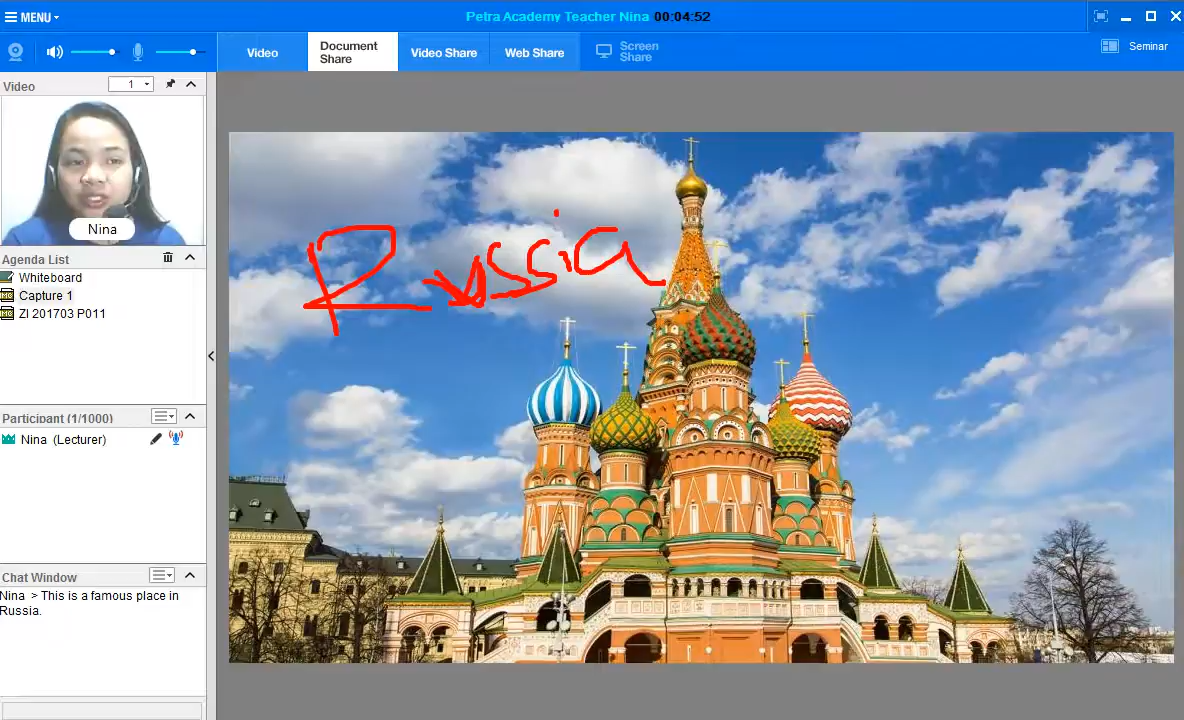 MENU
Petra Academy Teacher Nina 00:04:52
Video
Document
Share
Video Share
Web Share
Screen
Share
Seminar
Video
1
Nina
Agenda List
Whiteboard
Capture 1
ZI 201703 P011
Participant (1/1000)
Nina (Lecturer)
Chat Window
Nina > This is a famous place in
Russia.
Russia